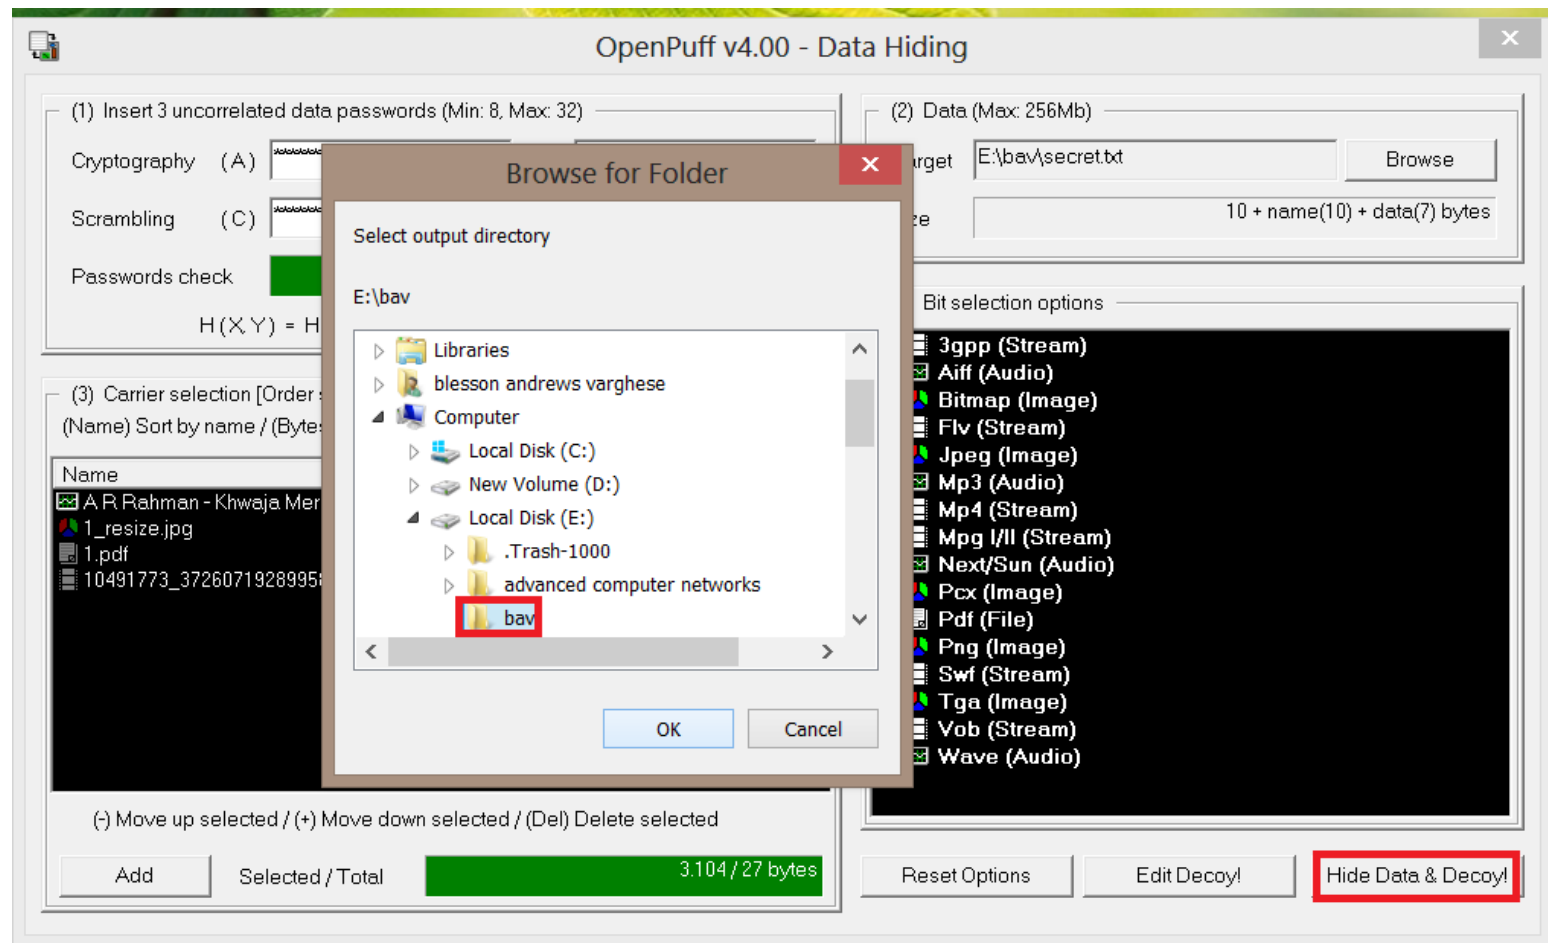 OpenPuff v4.00 - Data Hiding
(1) Insert 3 uncorrelated data passwords (Min: 8, Max: 32)
Cryptography (A) ********
Scrambling (C) ********
Passwords check
H(X,Y) = H
(2) Data (Max: 256Mb)
E:\bav\secret.txt
Browse
10 + name(10) + data(7) bytes
Browse for Folder
Select output directory
E:\bav
Libraries
blesson andrews varghese
Computer
Local Disk (C:)
New Volume (D:)
Local Disk (E:)
.Trash-1000
advanced computer networks
bav
OK Cancel
(3) Carrier selection [Order
(Name) Sort by name / (Byte
Name
A R Rahman - Khwaja Mer
1_resize.jpg
1.pdf
10491773_372607192899
(-) Move up selected / (+) Move down selected / (Del) Delete selected
Add Selected / Total 3.104 / 27 bytes
Bit selection options
3gpp (Stream)
Aiff (Audio)
Bitmap (Image)
Flv (Stream)
Jpeg (Image)
Mp3 (Audio)
Mp4 (Stream)
Mpg I/II (Stream)
Next/Sun (Audio)
Pcx (Image)
Pdf (File)
Png (Image)
Swf (Stream)
Tga (Image)
Vob (Stream)
Wave (Audio)
Reset Options Edit Decoy! Hide Data & Decoy!